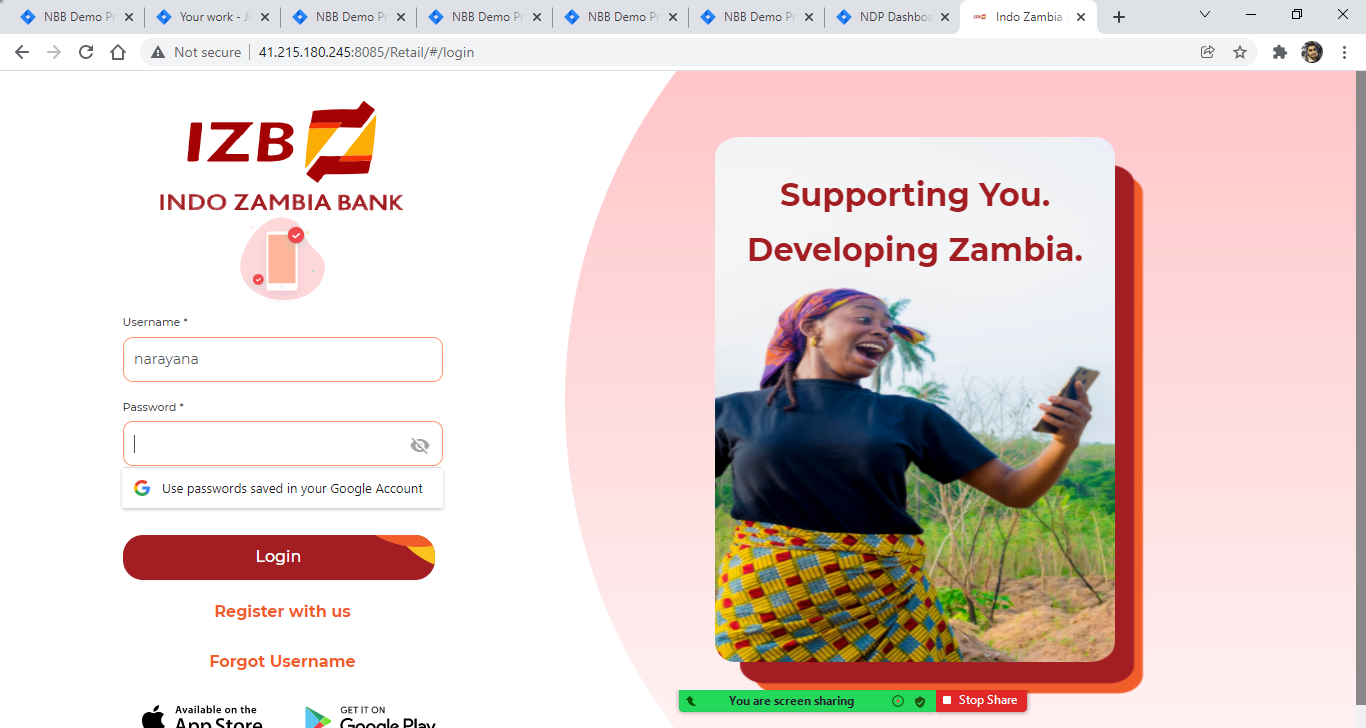 NBB Demo Pr
Your work - Ji
NBB Demo Pr
NBB Demo Pr
NBB Demo Pr
NBB Demo Pr
NDP Dashboa
Indo Zambia
Not secure
41.215.180.245:8085/Retail/#/login
IZB
INDO ZAMBIA BANK
Username *
narayana
Password *
Use passwords saved in your Google Account
Login
Register with us
Forgot Username
Available on the
App Store
GET IT ON
Google Play
Supporting You.
Developing Zambia.
You are screen sharing
Stop Share